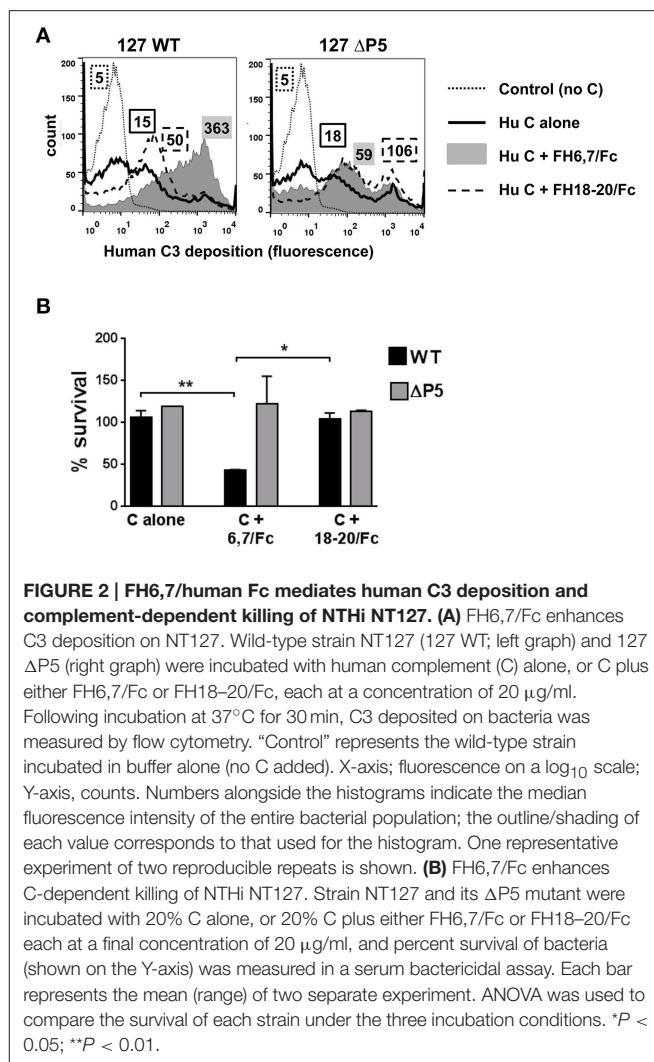 A
127 WT
127 ΔP5
200
150
100
50
0
count
5
15
50
363
10⁰ 10¹ 10² 10³ 10⁴
200
150
100
50
0
5
18
59
106
10⁰ 10¹ 10² 10³ 10⁴
Human C3 deposition (fluorescence)
Control (no C)
Hu C alone
Hu C + FH6,7/Fc
Hu C + FH18-20/Fc
B
200
150
100
50
0
% survival
**
*
WT
ΔP5
C alone
C +
6,7/Fc
C +
18-20/Fc
FIGURE 2 | FH6,7/human Fc mediates human C3 deposition and
complement-dependent killing of NTHi NT127. (A) FH6,7/Fc enhances
C3 deposition on NT127. Wild-type strain NT127 (127 WT; left graph) and 127
ΔP5 (right graph) were incubated with human complement (C) alone, or C plus
either FH6,7/Fc or FH18–20/Fc, each at a concentration of 20 μg/ml.
Following incubation at 37°C for 30 min, C3 deposited on bacteria was
measured by flow cytometry. “Control” represents the wild-type strain
incubated in buffer alone (no C added). X-axis; fluorescence on a log₁₀ scale;
Y-axis, counts. Numbers alongside the histograms indicate the median
fluorescence intensity of the entire bacterial population; the outline/shading of
each value corresponds to that used for the histogram. One representative
experiment of two reproducible repeats is shown. (B) FH6,7/Fc enhances
C-dependent killing of NTHi NT127. Strain NT127 and its ΔP5 mutant were
incubated with 20% C alone, or 20% C plus either FH6,7/Fc or FH18–20/Fc
each at a final concentration of 20 μg/ml, and percent survival of bacteria
(shown on the Y-axis) was measured in a serum bactericidal assay. Each bar
represents the mean (range) of two separate experiment. ANOVA was used to
compare the survival of each strain under the three incubation conditions. *P <
0.05; **P < 0.01.